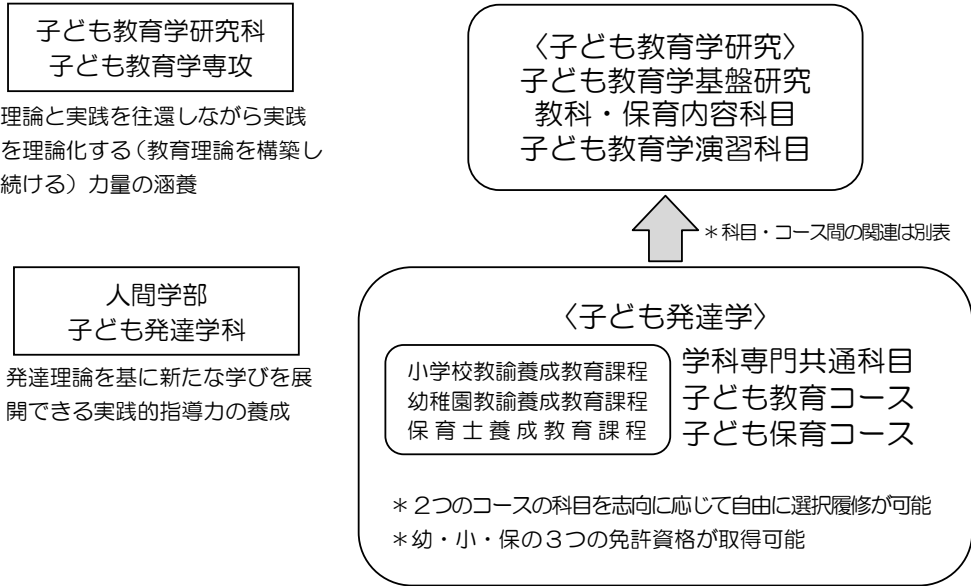 子ども教育学研究科
子ども教育学専攻
理論と実践を往還しながら実践
を理論化する（教育理論を構築し
続ける）力量の涵養
〈子ども教育学研究〉
子ども教育学基盤研究
教科・保育内容科目
子ども教育学演習科目
＊科目・コース間の関連は別表
人間学部
子ども発達学科
発達理論を基に新たな学びを展
開できる実践的指導力の養成
〈子ども発達学〉
小学校教諭養成教育課程
幼稚園教諭養成教育課程
保育士養成教育課程
学科専門共通科目
子ども教育コース
子ども保育コース
＊２つのコースの科目を志向に応じて自由に選択履修が可能
＊幼・小・保の３つの免許資格が取得可能